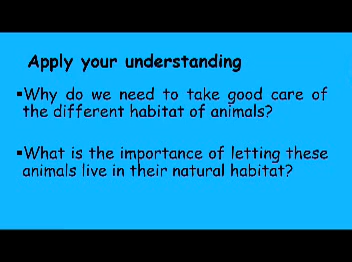 Apply your understanding
▪Why do we need to take good care of
the different habitat of animals?
▪What is the importance of letting these
animals live in their natural habitat?